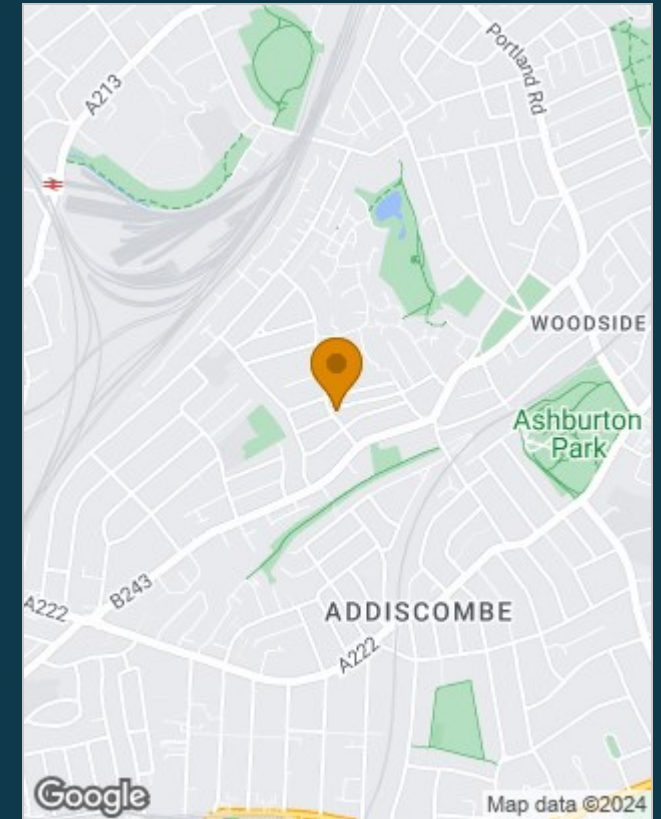 A213
Portland Rd
WOODSIDE
Ashburton
Park
B243
A222
ADDISCOMBE
A222
Google
Map data ©2024